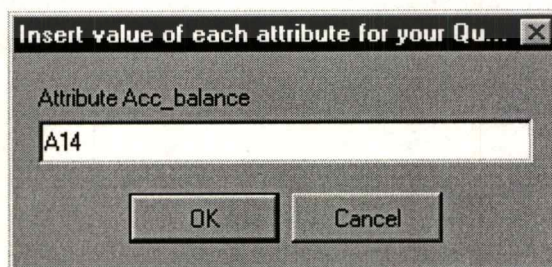 Insert value of each attribute for your Qu...
Attribute Acc_balance
A14
OK Cancel